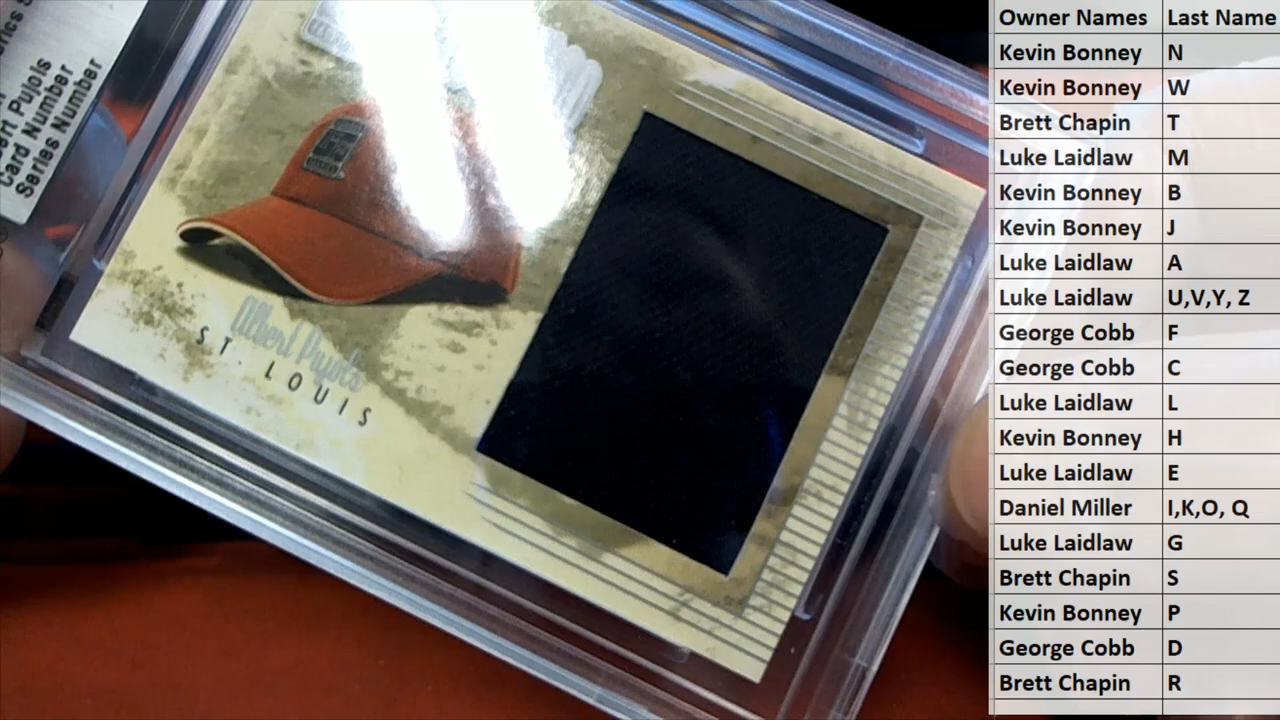 ert Pujols
Card Number
Series Number
Albert Pujols
ST. LOUIS
Owner Names Last Name
Kevin Bonney N
Kevin Bonney W
Brett Chapin T
Luke Laidlaw M
Kevin Bonney B
Kevin Bonney J
Luke Laidlaw A
Luke Laidlaw U,V,Y, Z
George Cobb F
George Cobb C
Luke Laidlaw L
Kevin Bonney H
Luke Laidlaw E
Daniel Miller I,K,O, Q
Luke Laidlaw G
Brett Chapin S
Kevin Bonney P
George Cobb D
Brett Chapin R